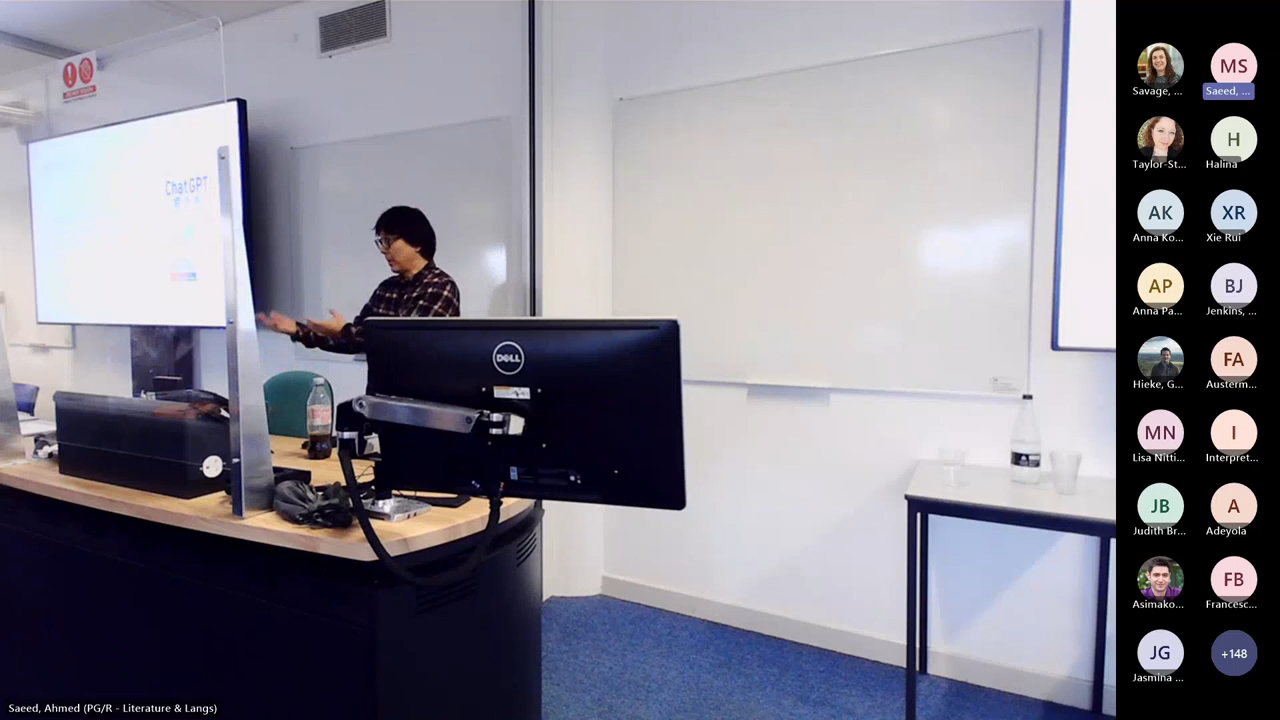 ChatGPT
DELL
Saeed, Ahmed (PG/R - Literature & Langs)
Savage, ...
MS
Saeed, ...
Taylor-St...
H
Halina
AK
Anna Ko...
XR
Xie Rui
AP
Anna Pa...
BJ
Jenkins, ...
Hieke, G...
FA
Austerm...
MN
Lisa Nitti...
I
Interpret...
JB
Judith Br...
A
Adeyola
Asimako...
FB
Francesc...
JG
Jasmina ...
+148